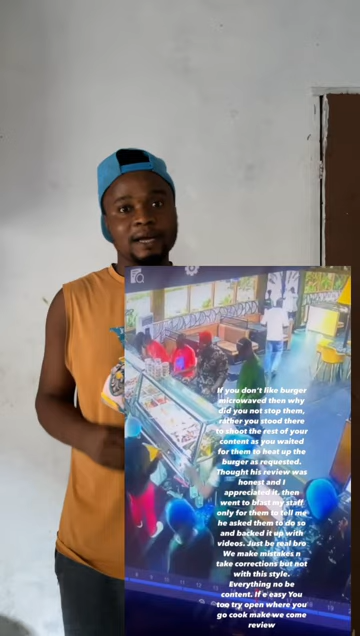 If you don't like burger
microwaved then why
did you not stop them,
rather you stood there
to shoot the rest of your
content as you waited
for them to heat up the
burger as requested.
Thought his review was
honest and I
appreciated it, then
went to blast my staff
only for them to tell me
he asked them to do so
and backed it up with
videos. Just be real bro
We make mistakes n
take corrections but not
with this style.
Everything no be
content. If e easy You
too try open where you
go cook make we come
review